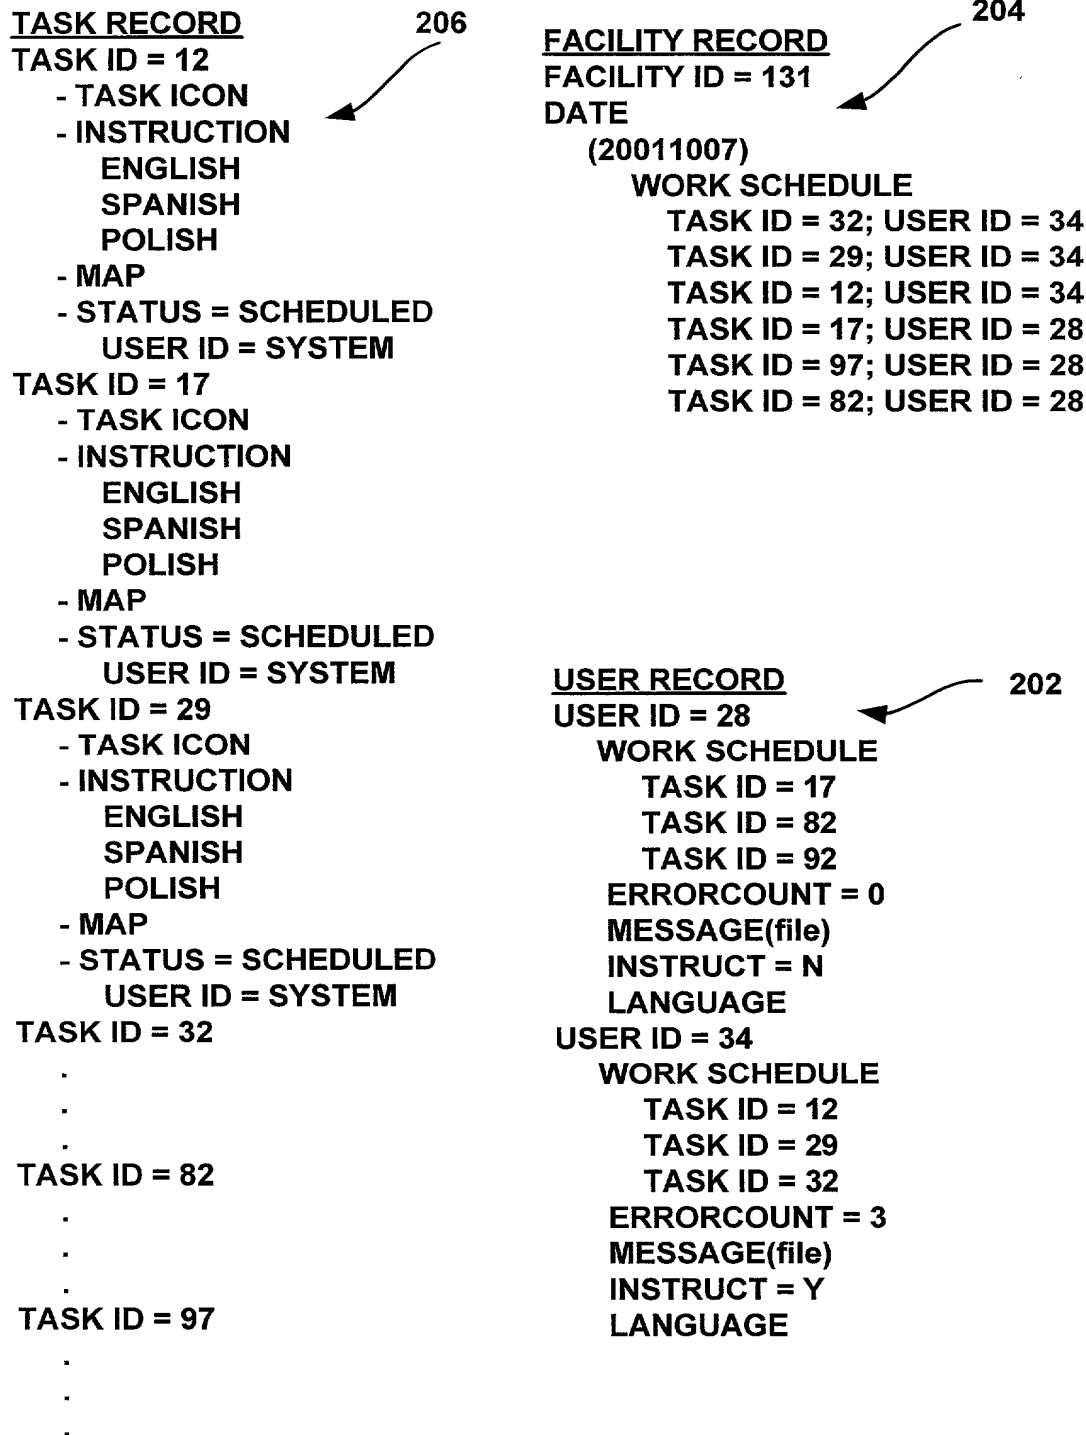 TASK RECORD
206
TASK ID = 12
- TASK ICON
- INSTRUCTION
ENGLISH
SPANISH
POLISH
- MAP
- STATUS = SCHEDULED
USER ID = SYSTEM
TASK ID = 17
- TASK ICON
- INSTRUCTION
ENGLISH
SPANISH
POLISH
- MAP
- STATUS = SCHEDULED
USER ID = SYSTEM
TASK ID = 29
- TASK ICON
- INSTRUCTION
ENGLISH
SPANISH
POLISH
- MAP
- STATUS = SCHEDULED
USER ID = SYSTEM
TASK ID = 32
.
.
.
TASK ID = 82
.
.
.
TASK ID = 97
.
.
.
204
FACILITY RECORD
FACILITY ID = 131
DATE
(20011007)
WORK SCHEDULE
TASK ID = 32; USER ID = 34
TASK ID = 29; USER ID = 34
TASK ID = 12; USER ID = 34
TASK ID = 17; USER ID = 28
TASK ID = 97; USER ID = 28
TASK ID = 82; USER ID = 28
USER RECORD
202
USER ID = 28
WORK SCHEDULE
TASK ID = 17
TASK ID = 82
TASK ID = 92
ERRORCOUNT = 0
MESSAGE(file)
INSTRUCT = N
LANGUAGE
USER ID = 34
WORK SCHEDULE
TASK ID = 12
TASK ID = 29
TASK ID = 32
ERRORCOUNT = 3
MESSAGE(file)
INSTRUCT = Y
LANGUAGE